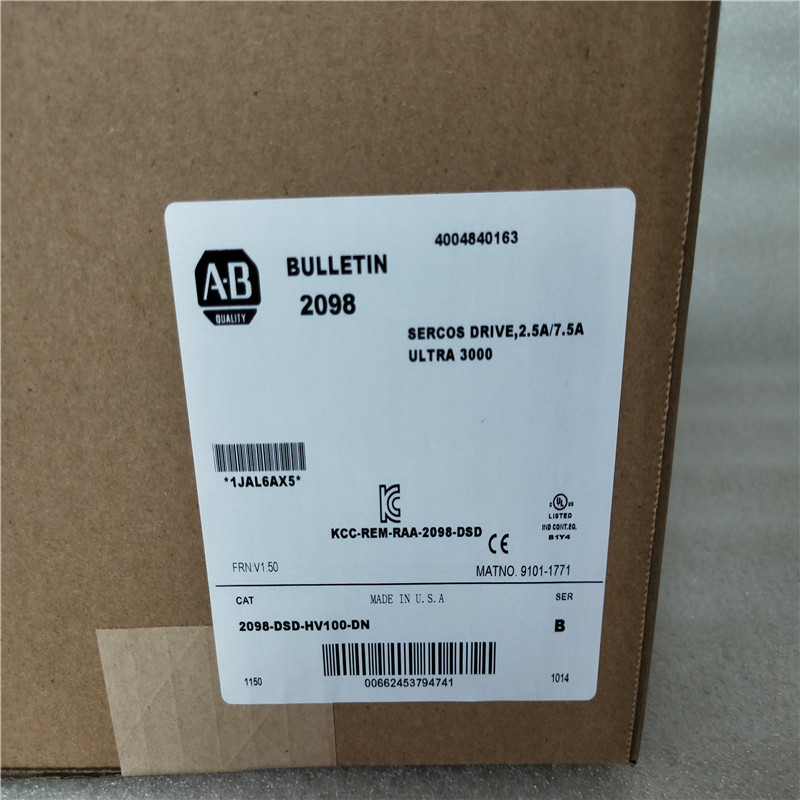 4004840163
A-B
QUALITY
BULLETIN
2098
SERCOS DRIVE,2.5A/7.5A
ULTRA 3000
*1JAL6AX5*
KCC-REM-RAA-2098-DSD
CE
C UL US
LISTED
IND CONT.EQ.
B1Y4
FRN:V1.50
MATNO. 9101-1771
CAT
MADE IN U.S.A
SER
2098-DSD-HV100-DN
B
1150
00662453794741
1014